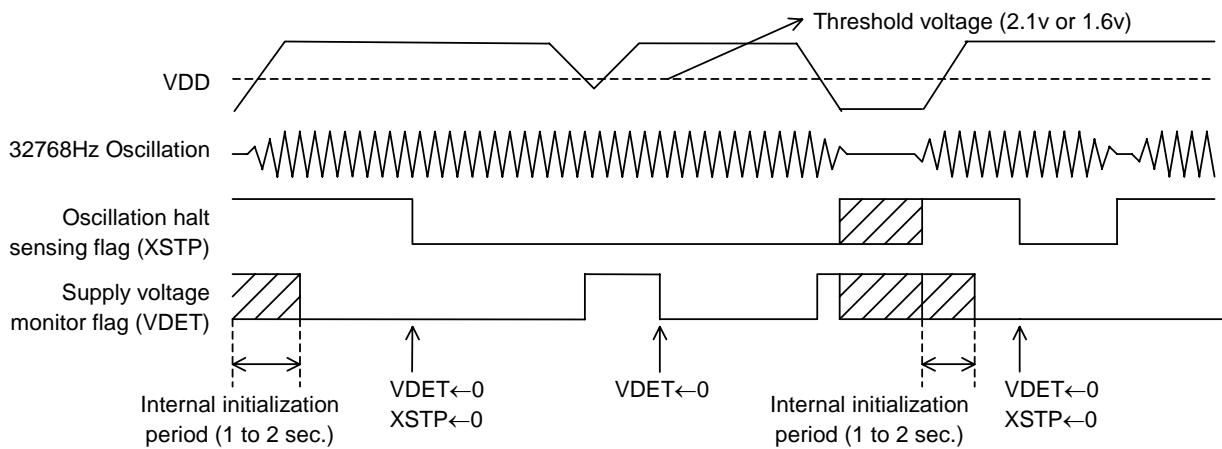 Threshold voltage (2.1v or 1.6v)
VDD
32768Hz Oscillation
Oscillation halt
sensing flag (XSTP)
Supply voltage
monitor flag (VDET)
VDET←0
XSTP←0
VDET←0
VDET←0
XSTP←0
Internal initialization
period (1 to 2 sec.)
Internal initialization
period (1 to 2 sec.)